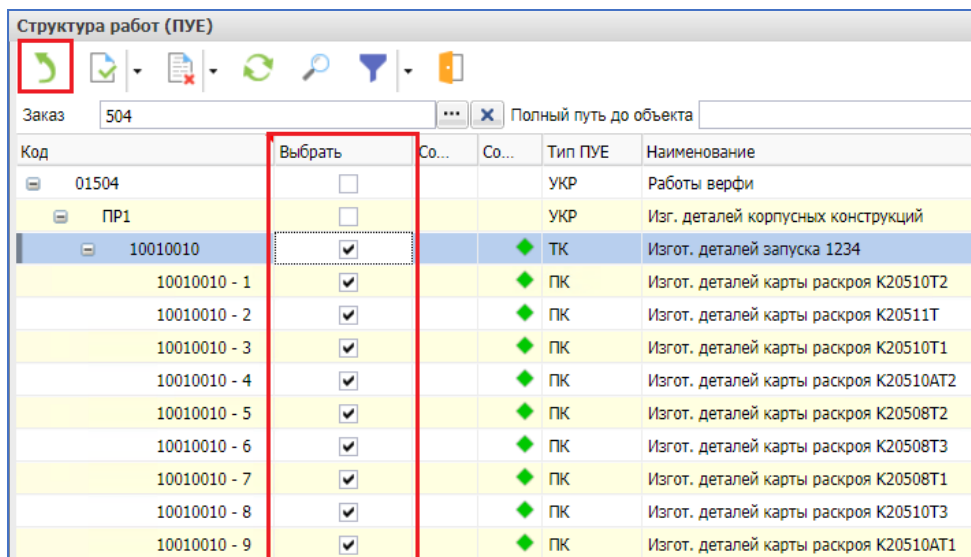 Структура работ (ПУЕ)
Заказ 504 ... Полный путь до объекта
Код Выбрать Со... Со... Тип ПУЕ Наименование
01504 УКР Работы верфи
ПР1 УКР Изг. деталей корпусных конструкций
10010010 ТК Изгот. деталей запуска 1234
10010010 - 1 ПК Изгот. деталей карты раскроя К20510Т2
10010010 - 2 ПК Изгот. деталей карты раскроя К20511Т
10010010 - 3 ПК Изгот. деталей карты раскроя К20510Т1
10010010 - 4 ПК Изгот. деталей карты раскроя К20510АТ2
10010010 - 5 ПК Изгот. деталей карты раскроя К20508Т2
10010010 - 6 ПК Изгот. деталей карты раскроя К20508Т3
10010010 - 7 ПК Изгот. деталей карты раскроя К20508Т1
10010010 - 8 ПК Изгот. деталей карты раскроя К20510Т3
10010010 - 9 ПК Изгот. деталей карты раскроя К20510АТ1